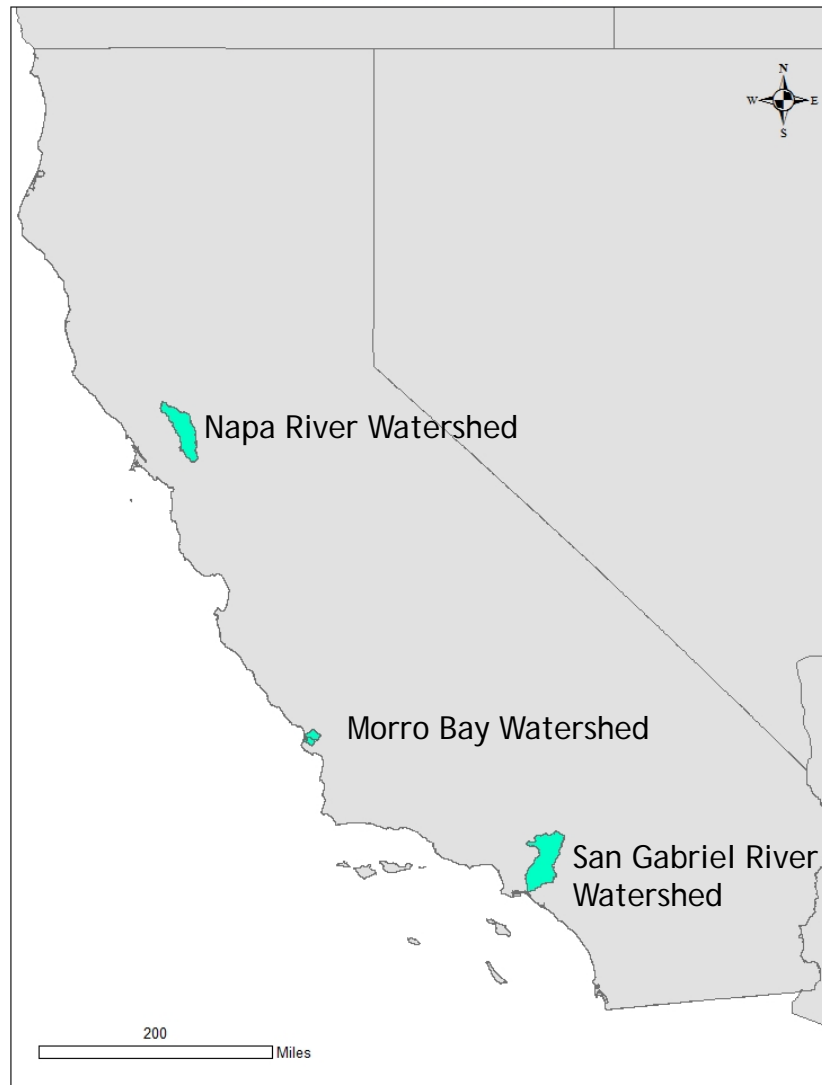 N
W E
S
Napa River Watershed
Morro Bay Watershed
San Gabriel River
Watershed
200
Miles